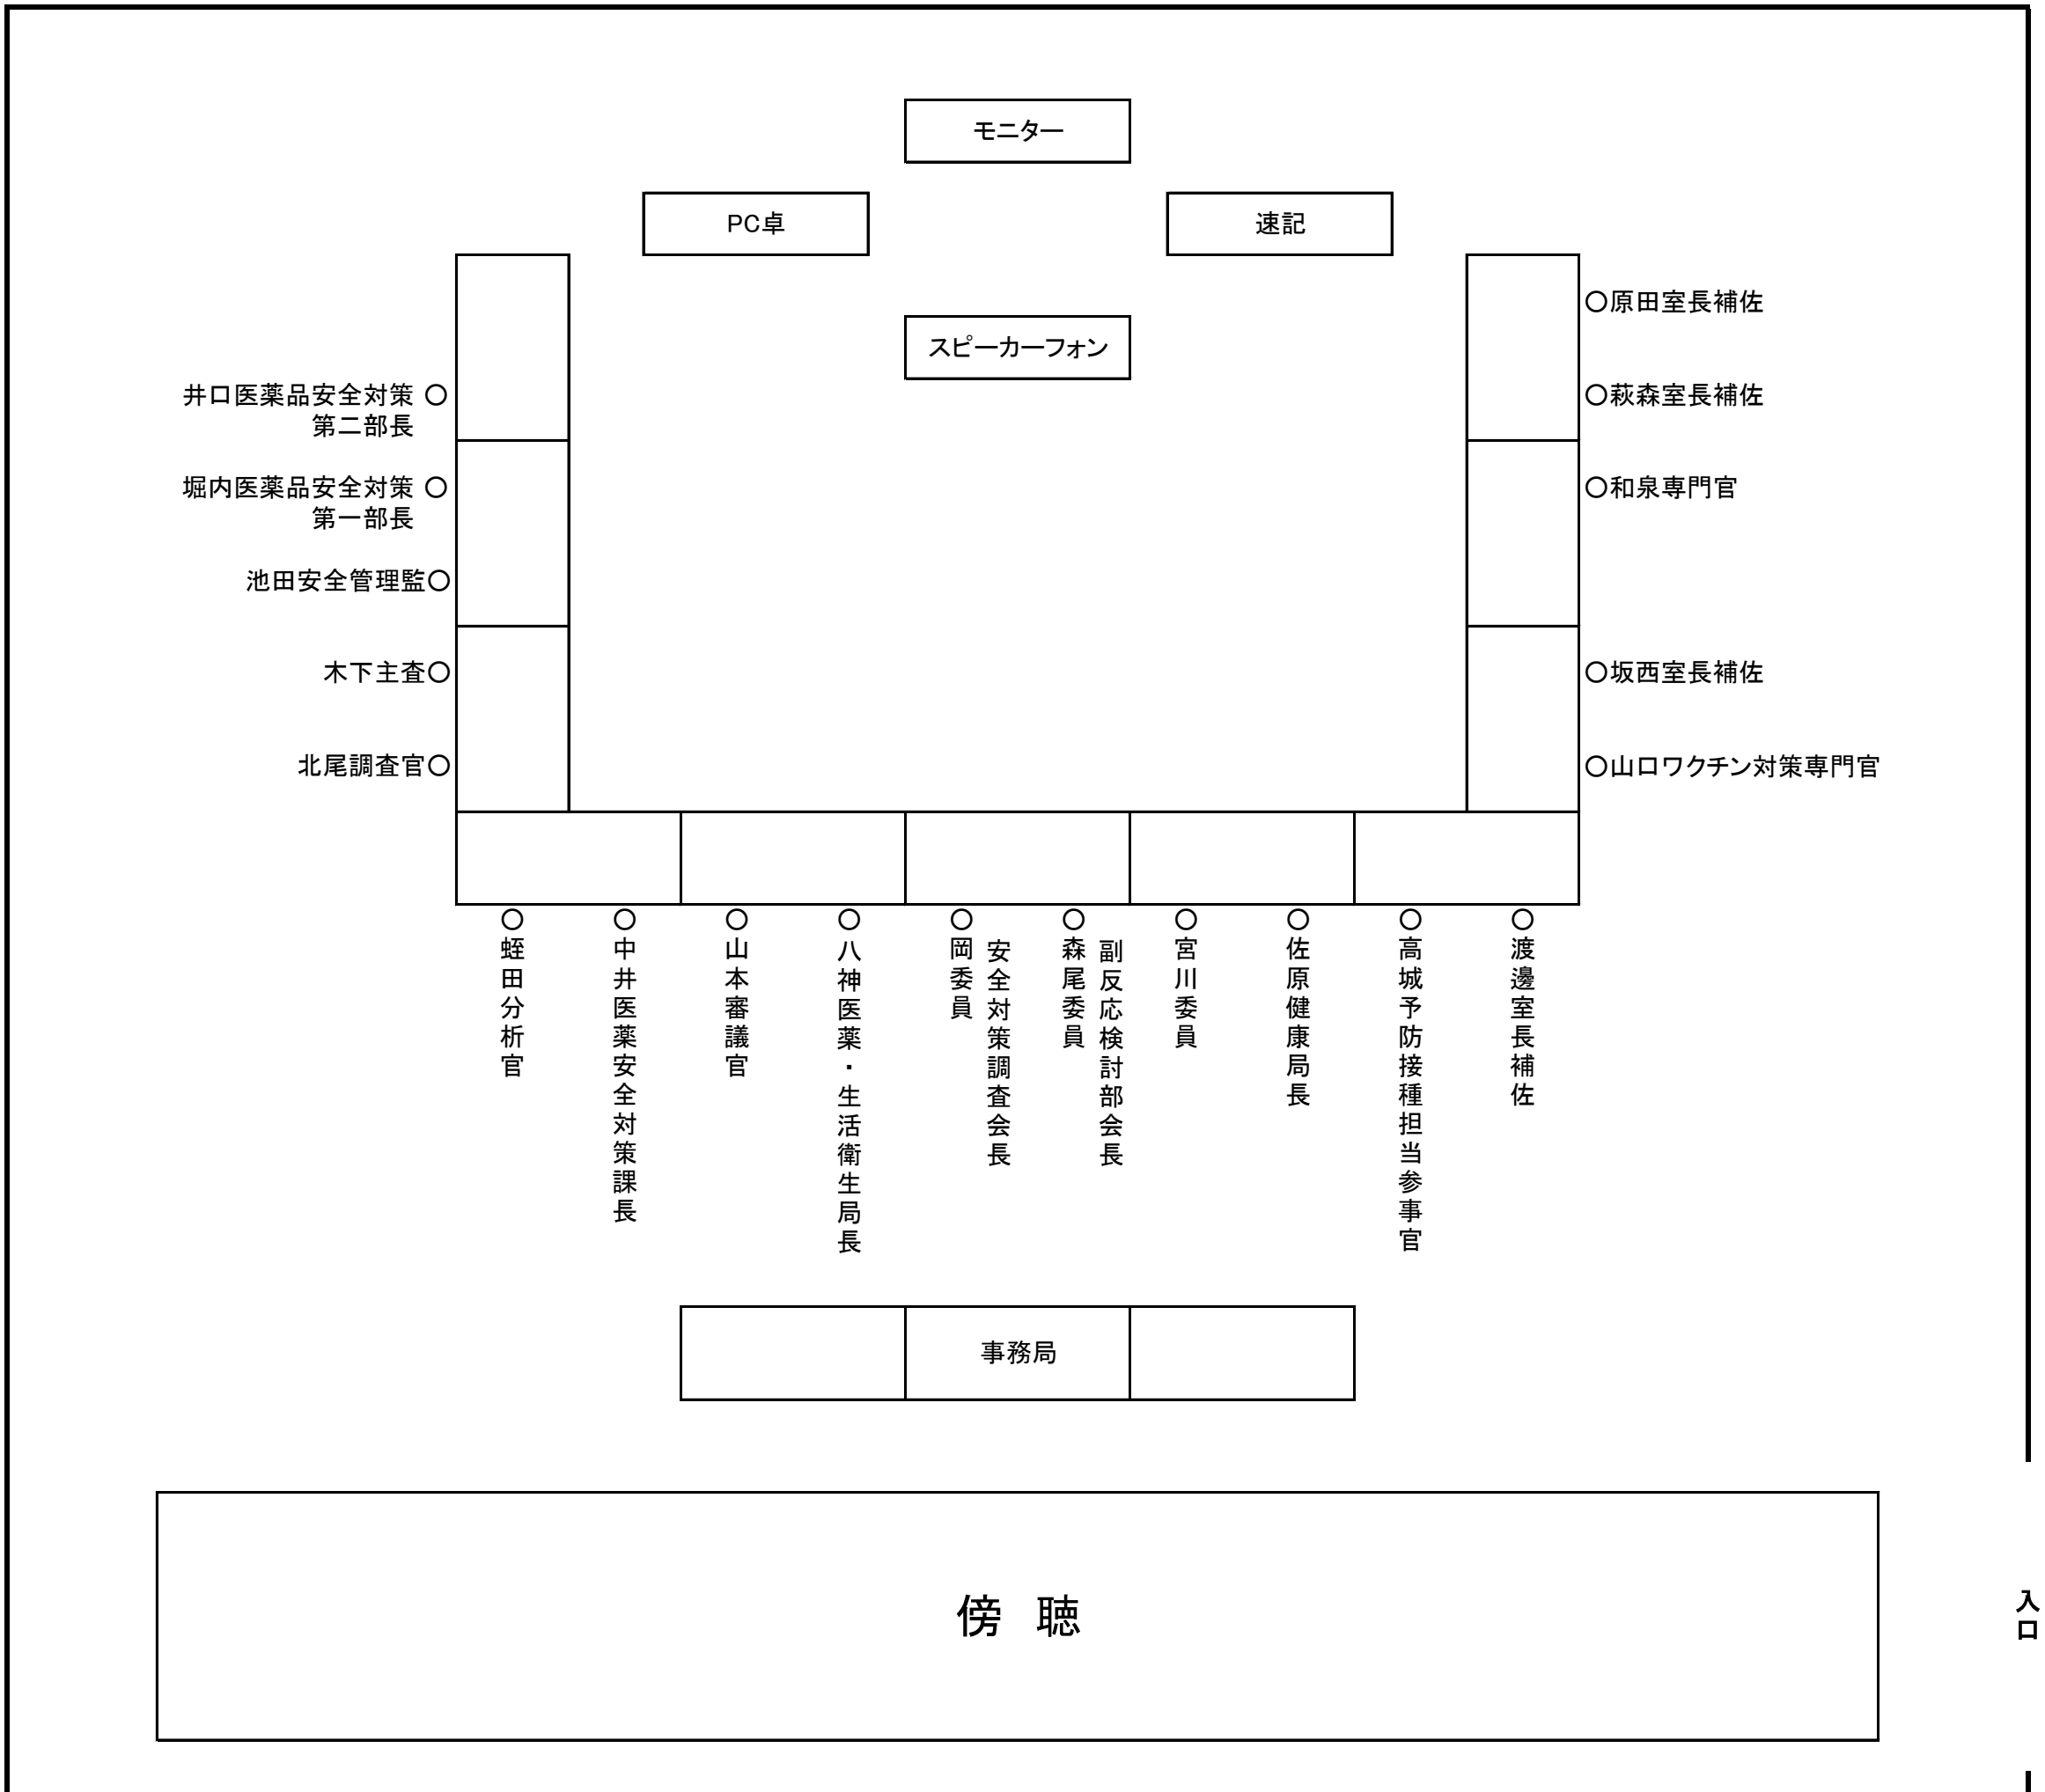 モニター
PC卓
速記
スピーカーフォン
井口医薬品安全対策 ○
第二部長
堀内医薬品安全対策 ○
第一部長
池田安全管理監○
木下主査○
北尾調査官○
○原田室長補佐
○萩森室長補佐
○和泉専門官
○坂西室長補佐
○山口ワクチン対策専門官
○蛭田分析官
○中井医薬安全対策課長
○山本審議官
○八神医薬・生活衛生局長
○岡委員
安全対策調査会長
○森尾委員
副反応検討部会長
○宮川委員
○佐原健康局長
○高城予防接種担当参事官
○渡邊室長補佐
事務局
傍 聴
入口